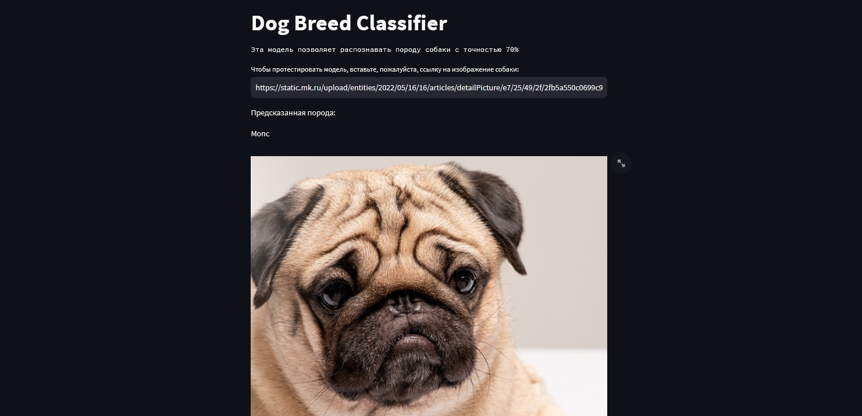 Dog Breed Classifier
Эта модель позволяет распознавать породу собаки с точностью 70%
Чтобы протестировать модель, вставьте, пожалуйста, ссылку на изображение собаки:
https://static.mk.ru/upload/entities/2022/05/16/16/articles/detailPicture/e7/25/49/2f/2fb5a550c0699c9
Предсказанная порода:
Мопс